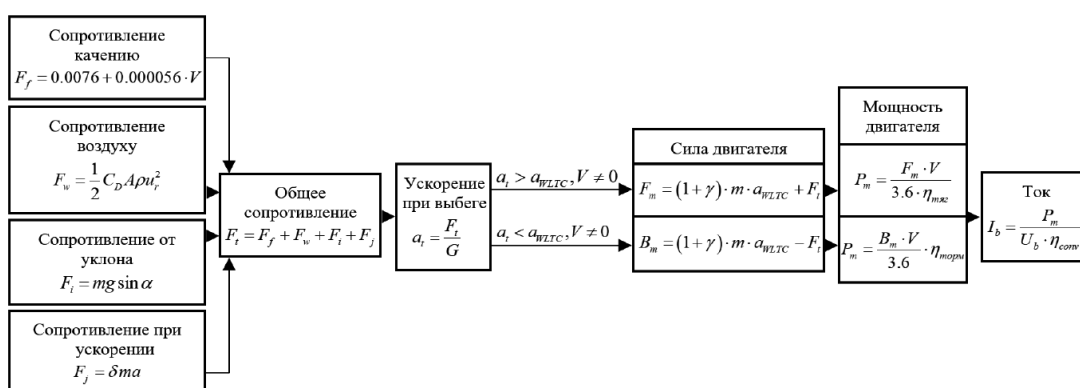 Сопротивление
качению
F_f = 0.0076 + 0.000056 · V
Сопротивление
воздуху
F_w = 1/2 C_D Aρu_r^2
Сопротивление от
уклона
F_i = mg sin α
Сопротивление при
ускорении
F_j = δma
Общее
сопротивление
F_t = F_f + F_w + F_i + F_j
Ускорение
при выбеге
a_t = F_t / G
a_t > a_WLTC, V ≠ 0
a_t < a_WLTC, V ≠ 0
Сила двигателя
F_m = (1 + γ) · m · a_WLTC + F_t
B_m = (1 + γ) · m · a_WLTC − F_t
Мощность
двигателя
P_m = F_m · V / 3.6 · η_тяг
P_m = B_m · V / 3.6 · η_торм
Ток
I_b = P_m / U_b · η_conv